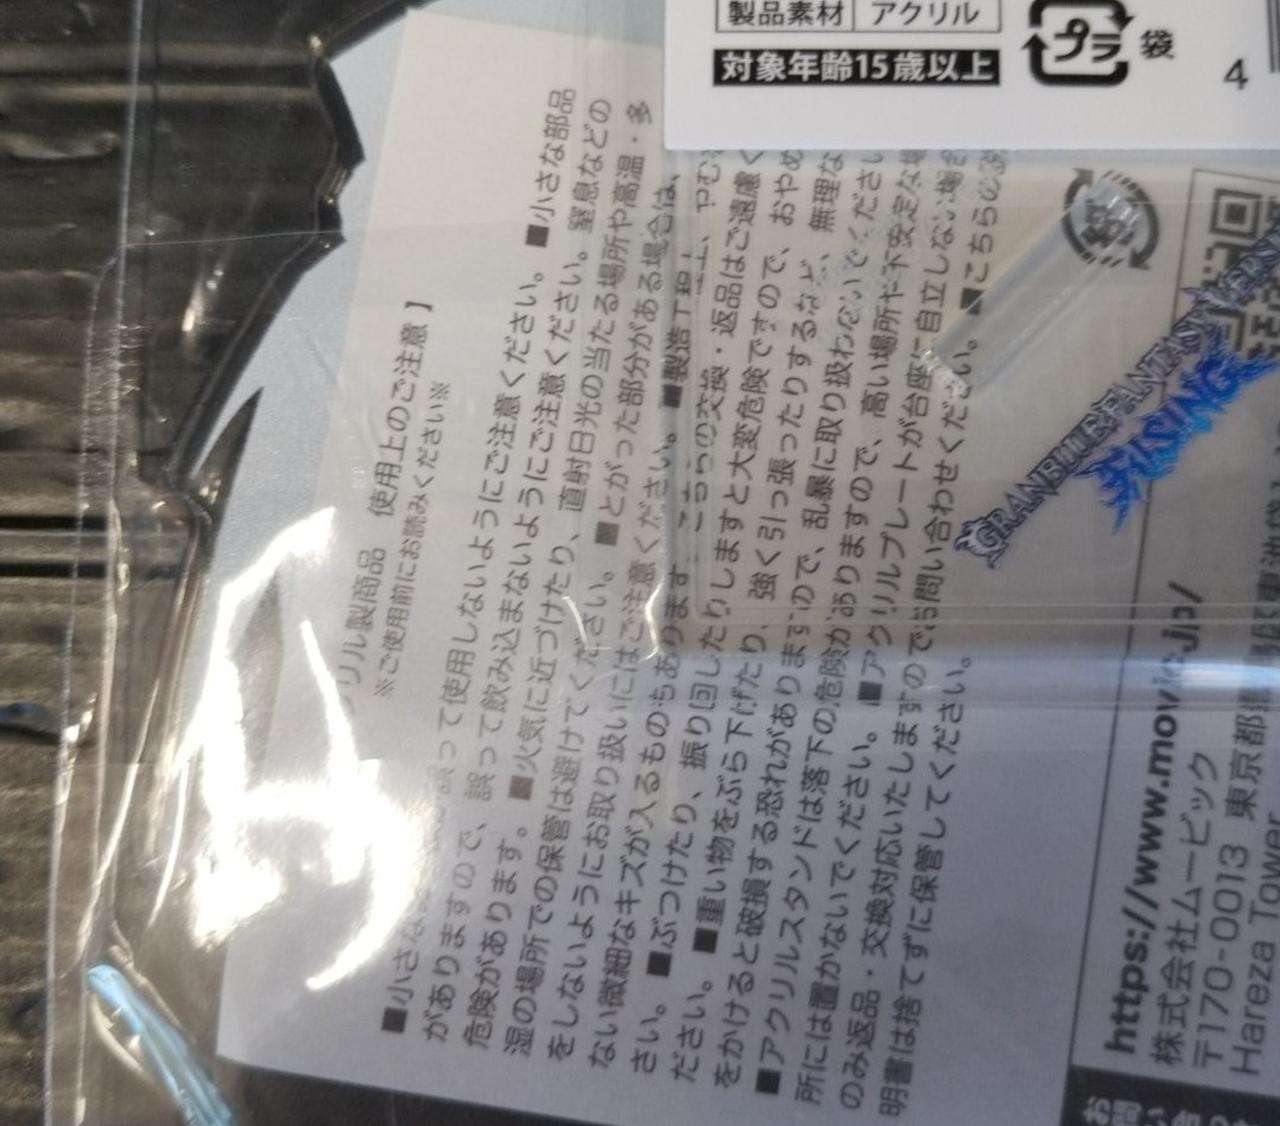 製品素材 アクリル
対象年齢15歳以上
プラ 袋
4
リル製商品 使用上のご注意 】
※ご使用前にお読みください※
■小さな 誤って使用しないようにご注意ください。 ■小さな部品
がありますので、誤って飲み込まないようにご注意ください。窒息などの
危険があります。 ■火気に近づけたり、直射日光の当たる場所や高温・多
湿の場所での保管は避けてください。 ■とがった部分がある場合は、
をしないようにお取り扱いにはご注意ください。 ■製造工程上、やむ
ない微細なキズが入るものもあります の交換・返品はご遠慮く
さい。 ■ぶつけたり、振り回したりしますと大変危険ですので、おやめ
ださい。 ■重い物をぶら下げたり、強く引っ張ったりするなど、無理な
をかけると破損する恐れがありますので、乱暴に取り扱わないでください
■アクリルスタンドは落下の危険がありますので、高い場所や不安定な場
所には置かないでください。 ■アクリルプレートが台座に自立しない場合
のみ返品・交換対応いたしますのでお問い合わせください。 ■こちらの
明書は捨てずに保管してください。
GRANBLUE FANTASY VERSUS
RISING
https://www.movic.jp/
株式会社ムービック
〒170-0013 東京都豊島区東池袋
Hareza Tower
お問い合わ